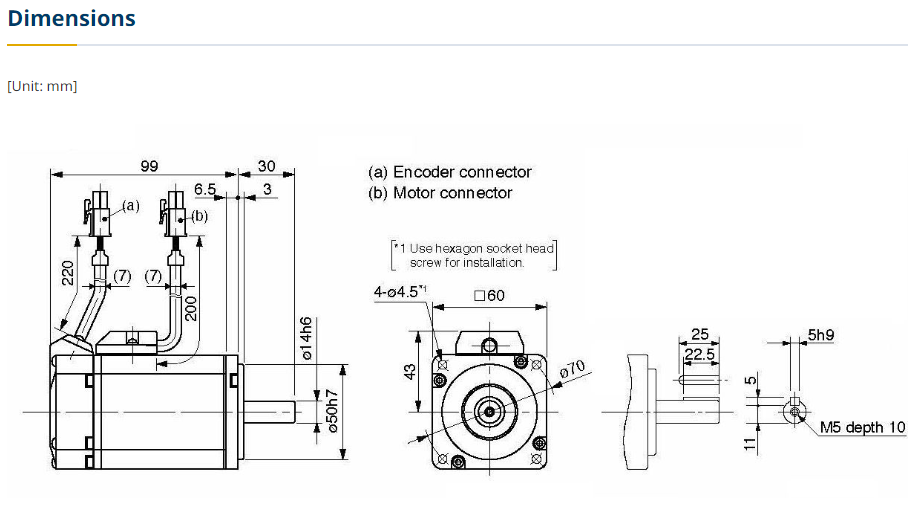 Dimensions
[Unit: mm]
99
30
(a) Encoder connector
(b) Motor connector
6.5
3
(a)
(b)
*1 Use hexagon socket head
screw for installation.
220
(7)
(7)
200
4-ø4.5*1
□60
ø14h6
ø50h7
43
ø70
25
22.5
5h9
5
11
M5 depth 10